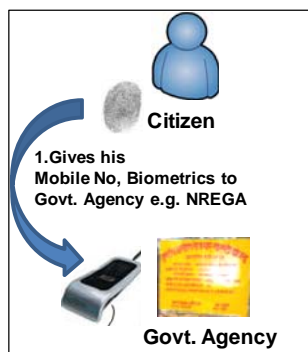 Citizen
1.Gives his
Mobile No, Biometrics to
Govt. Agency e.g. NREGA
Govt. Agency